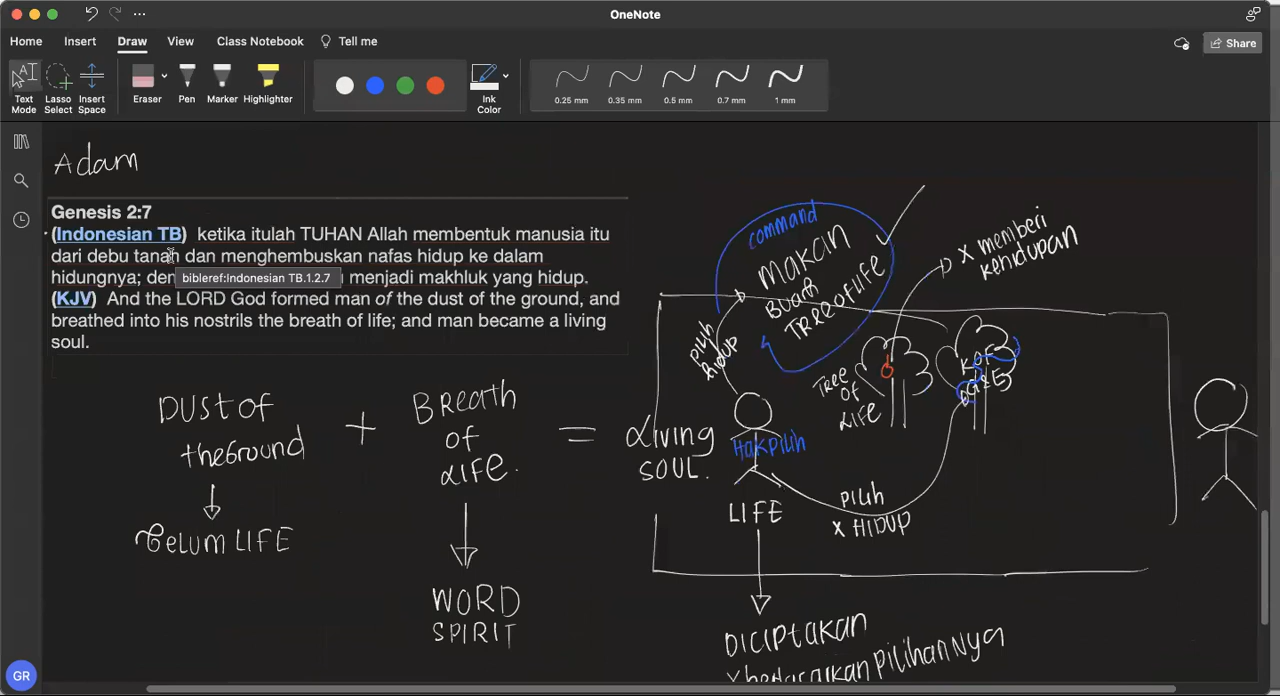 OneNote
Home Insert Draw View Class Notebook Tell me
Share
Text Mode
Lasso Select
Insert Space
Eraser
Pen
Marker
Highlighter
Ink Color
0.25 mm
0.35 mm
0.5 mm
0.7 mm
1 mm
Adam
Genesis 2:7
(Indonesian TB) ketika itulah TUHAN Allah membentuk manusia itu
dari debu tanah dan menghembuskan nafas hidup ke dalam
hidungnya; menjadi makhluk yang hidup.
bibleref:Indonesian TB.1.2.7
(KJV) And the LORD God formed man of the dust of the ground, and
breathed into his nostrils the breath of life; and man became a living
soul.
DUST OF
the Ground
+
Breath
of
LIFE.
=
Living
SOUL.
Belum LIFE
WORD
SPIRIT
command
MAKAN
BUAH
TREE OF LIFE
x memberi
kehidupan
pilih
hidup
TREE
OF
LIFE
HakPilih
LIFE
PILIH
x HIDUP
DICIPTAKAN
GR